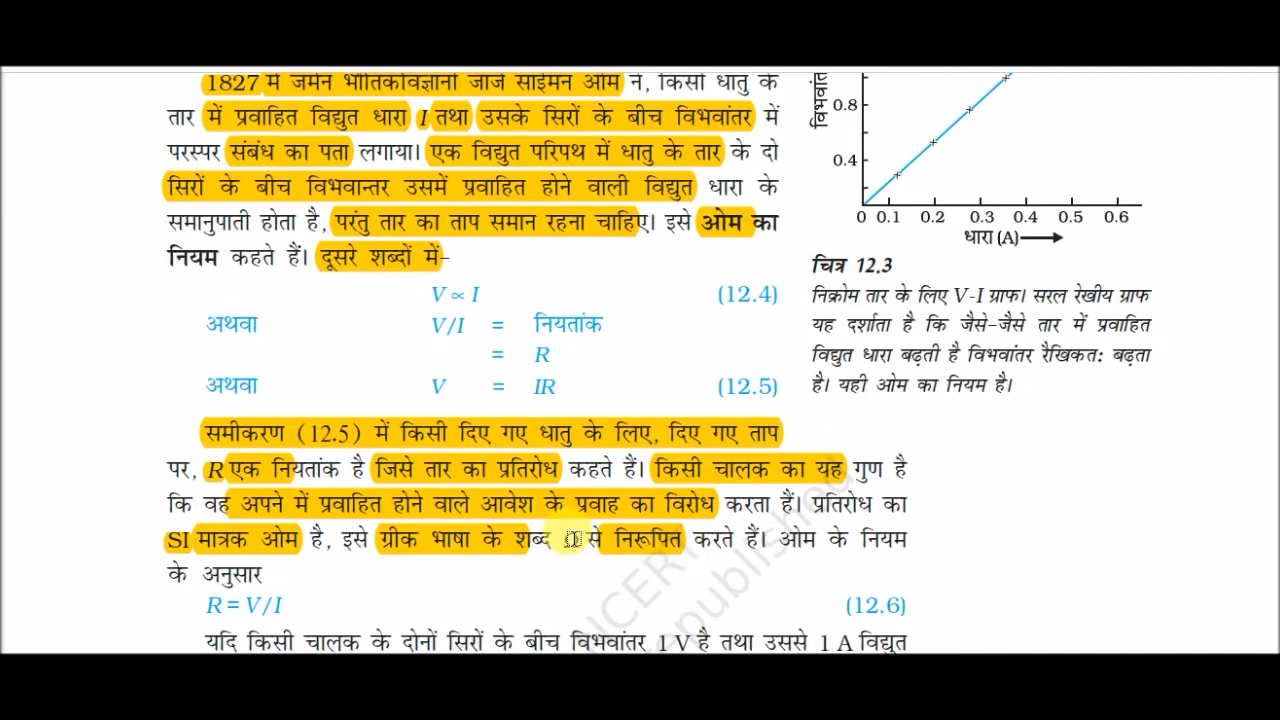 1827 में जर्मन भौतिकविज्ञानी जॉर्ज साईमन ओम ने, किसी धातु के
तार में प्रवाहित विद्युत धारा I तथा उसके सिरों के बीच विभवांतर में
परस्पर संबंध का पता लगाया। एक विद्युत परिपथ में धातु के तार के दो
सिरों के बीच विभवान्तर उसमें प्रवाहित होने वाली विद्युत धारा के
समानुपाती होता है, परंतु तार का ताप समान रहना चाहिए। इसे ओम का
नियम कहते हैं। दूसरे शब्दों में–
V ∝ I (12.4)
अथवा V/I = नियतांक
= R
अथवा V = IR (12.5)
समीकरण (12.5) में किसी दिए गए धातु के लिए, दिए गए ताप
पर, R एक नियतांक है जिसे तार का प्रतिरोध कहते हैं। किसी चालक का यह गुण है
कि वह अपने में प्रवाहित होने वाले आवेश के प्रवाह का विरोध करता हैं। प्रतिरोध का
SI मात्रक ओम है, इसे ग्रीक भाषा के शब्द से निरूपित करते हैं। ओम के नियम
के अनुसार
R = V/I (12.6)
यदि किसी चालक के दोनों सिरों के बीच विभवांतर 1 V है तथा उससे 1 A विद्युत
0.8
0.4
0 0.1 0.2 0.3 0.4 0.5 0.6
धारा (A)
चित्र 12.3
निक्रोम तार के लिए V-I ग्राफ। सरल रेखीय ग्राफ
यह दर्शाता है कि जैसे-जैसे तार में प्रवाहित
विद्युत धारा बढ़ती है विभवांतर रैखिकत: बढ़ता
है। यही ओम का नियम है।
NCERT
republished